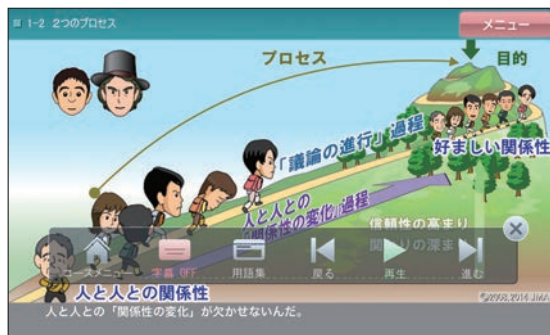 1-2 2つのプロセス
メニュー
プロセス
目的
「議論の進行」過程
好ましい関係性
人と人との
「関係性の変化」過程
信頼性の高まり
関わりの深まり
コースメニュー
字幕 OFF
用語集
戻る
再生
進む
人と人との関係性
©2008,2014 JMA
人と人との「関係性の変化」が欠かせないんだ。